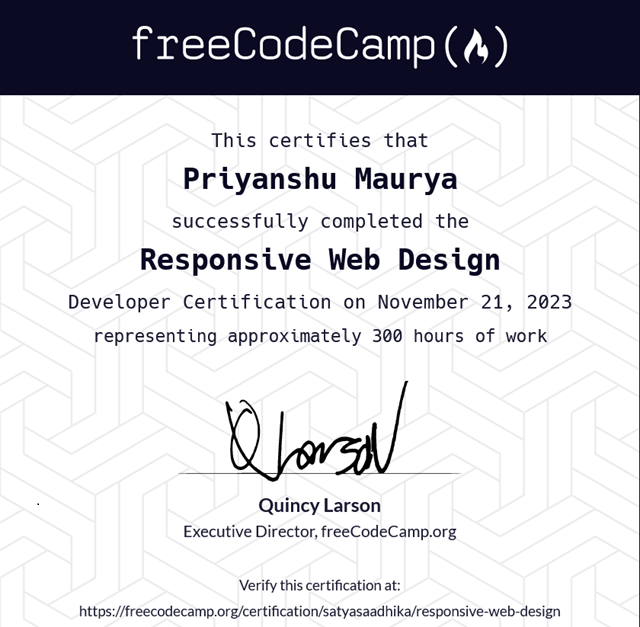 freeCodeCamp(🔥)
This certifies that
Priyanshu Maurya
successfully completed the
Responsive Web Design
Developer Certification on November 21, 2023
representing approximately 300 hours of work
Q Larson
Quincy Larson
Executive Director, freeCodeCamp.org
Verify this certification at:
https://freecodecamp.org/certification/satyasaadhika/responsive-web-design